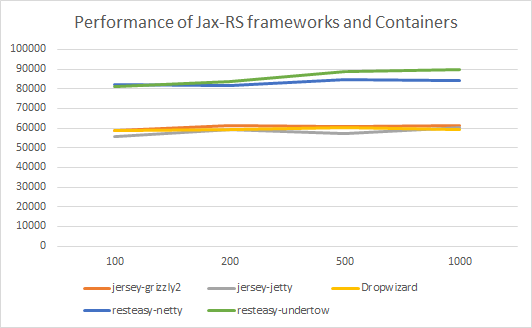 Performance of Jax-RS frameworks and Containers
100000
90000
80000
70000
60000
50000
40000
30000
20000
10000
0
100 200 500 1000
jersey-grizzly2 jersey-jetty Dropwizard
resteasy-netty resteasy-undertow